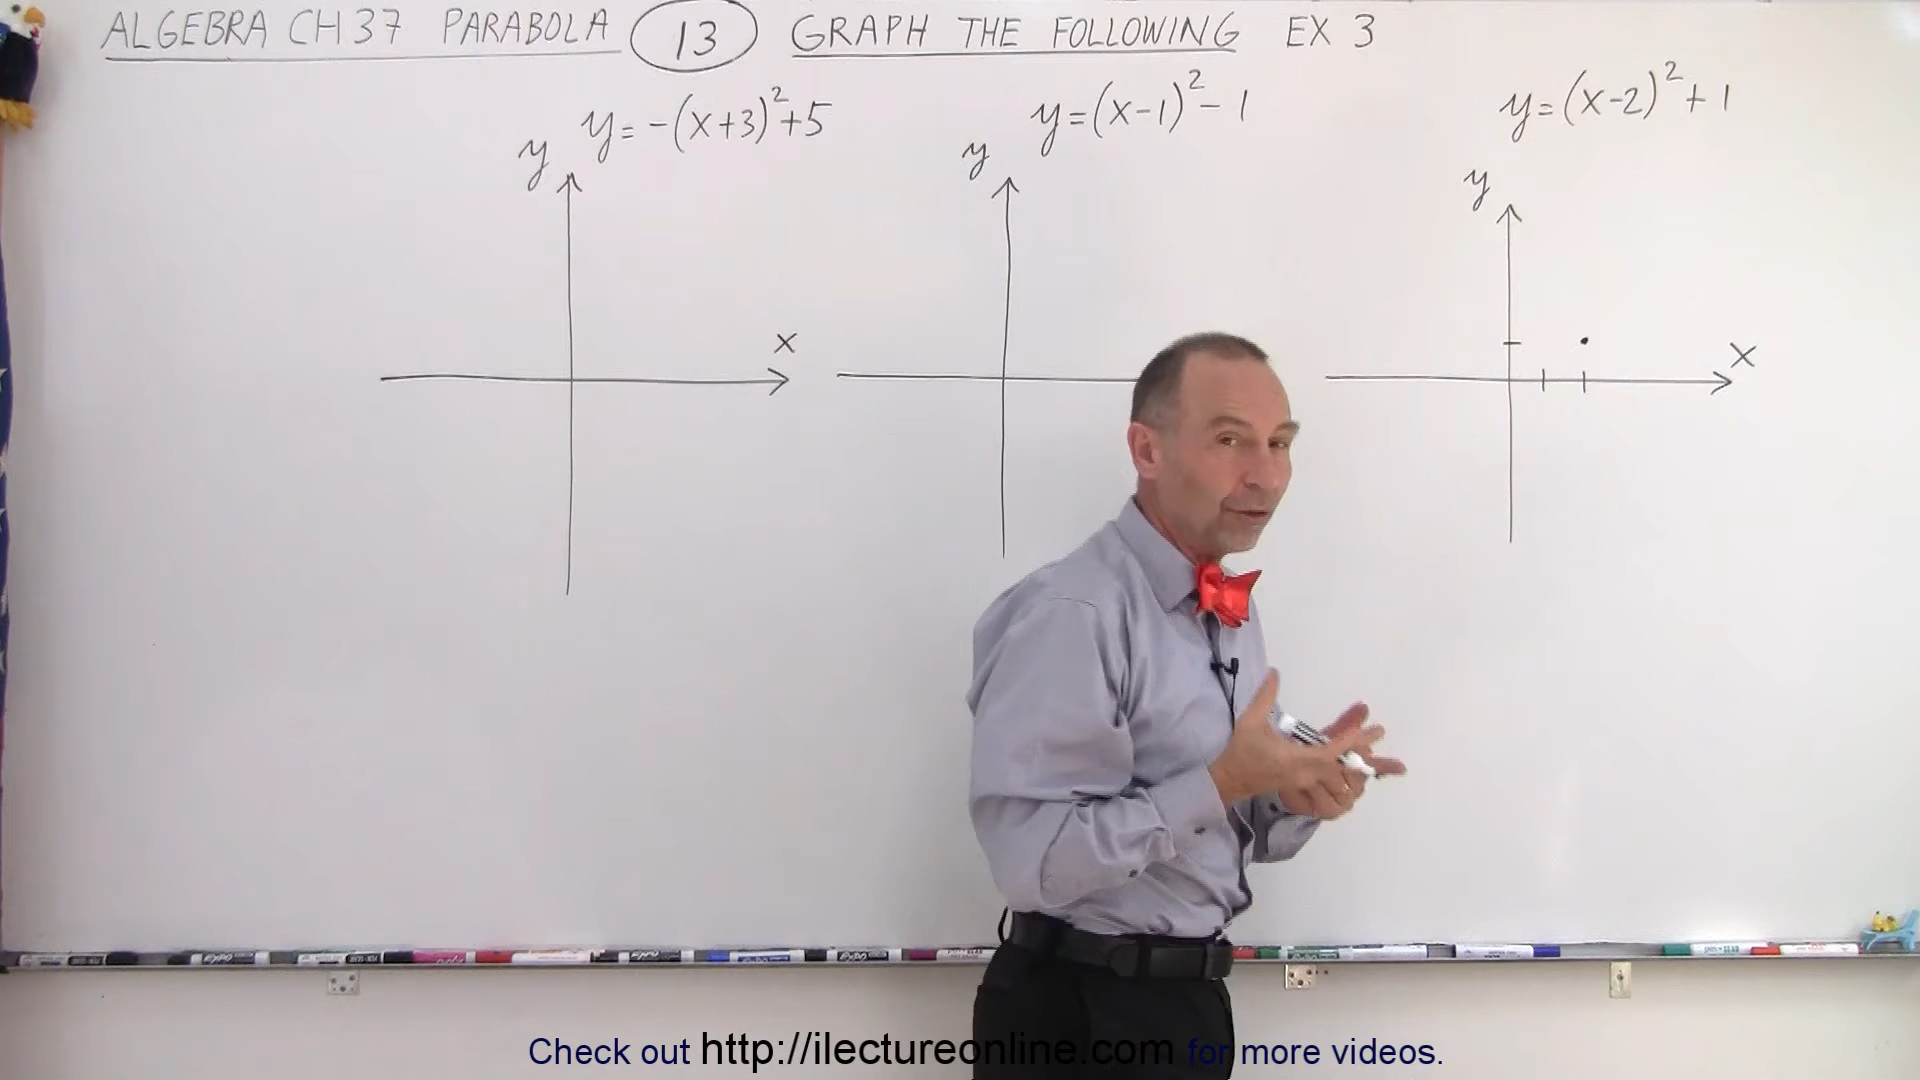 ALGEBRA CH 37 PARABOLA 13 GRAPH THE FOLLOWING EX 3
y = -(x+3)² +5
y = (x-1)² - 1
y = (x-2)² + 1
y
y
y
x
x
Check out http://ilectureonline.com for more videos.